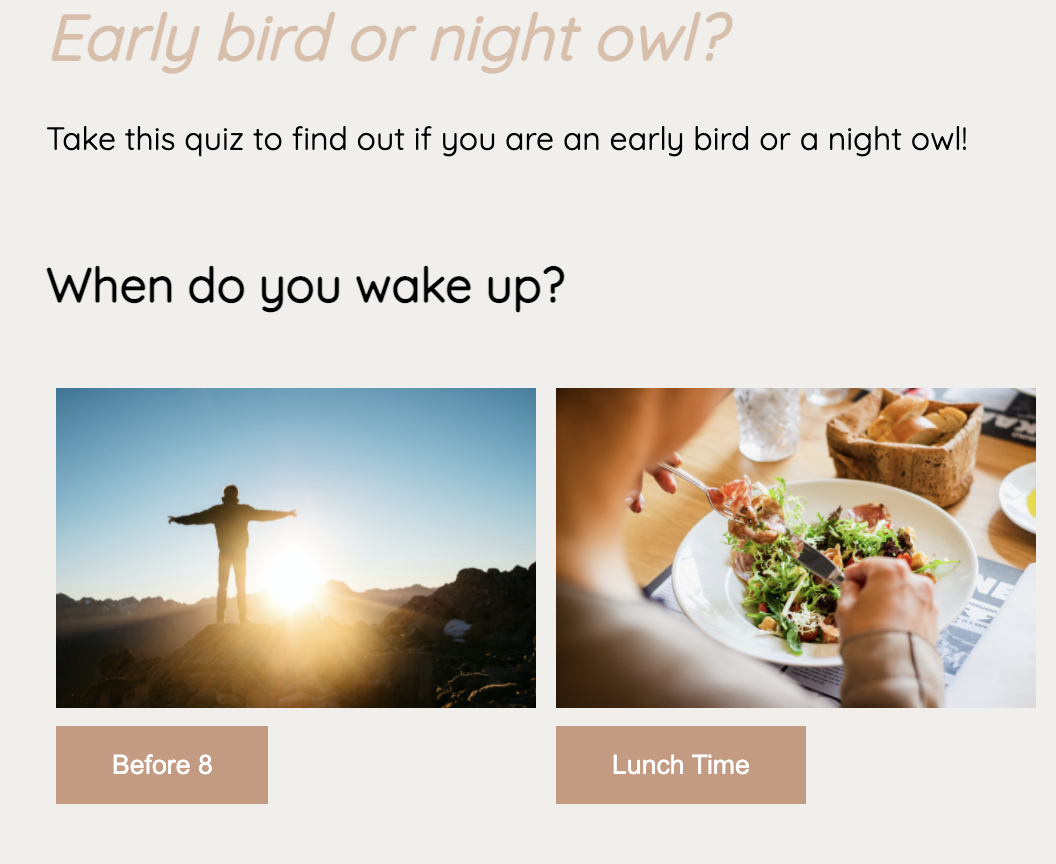 Early bird or night owl?
Take this quiz to find out if you are an early bird or a night owl!
When do you wake up?
Before 8
Lunch Time